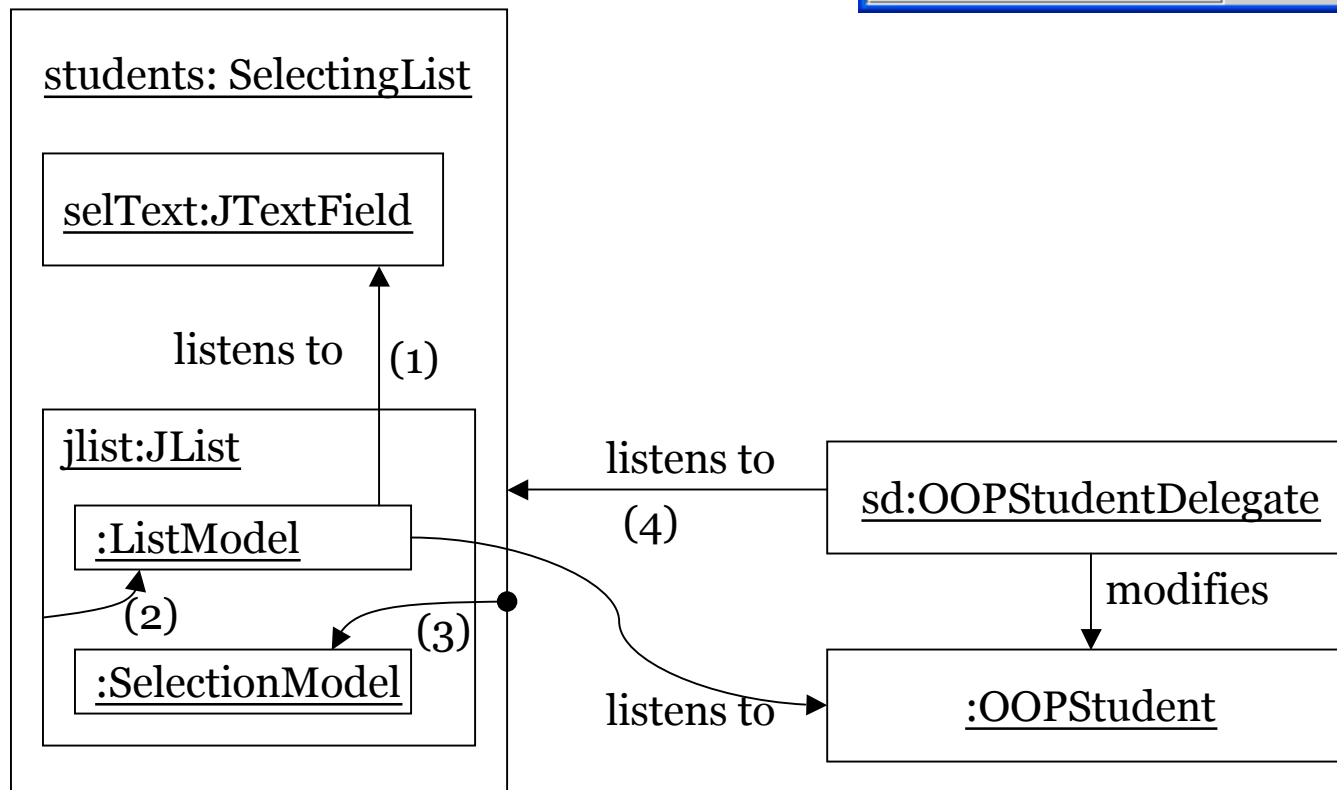 students: SelectingList
selText:JTextField
listens to
(1)
jlist:JList
:ListModel
(2)
(3)
:SelectionModel
listens to
(4)
sd:OOPStudentDelegate
modifies
listens to
:OOPStudent